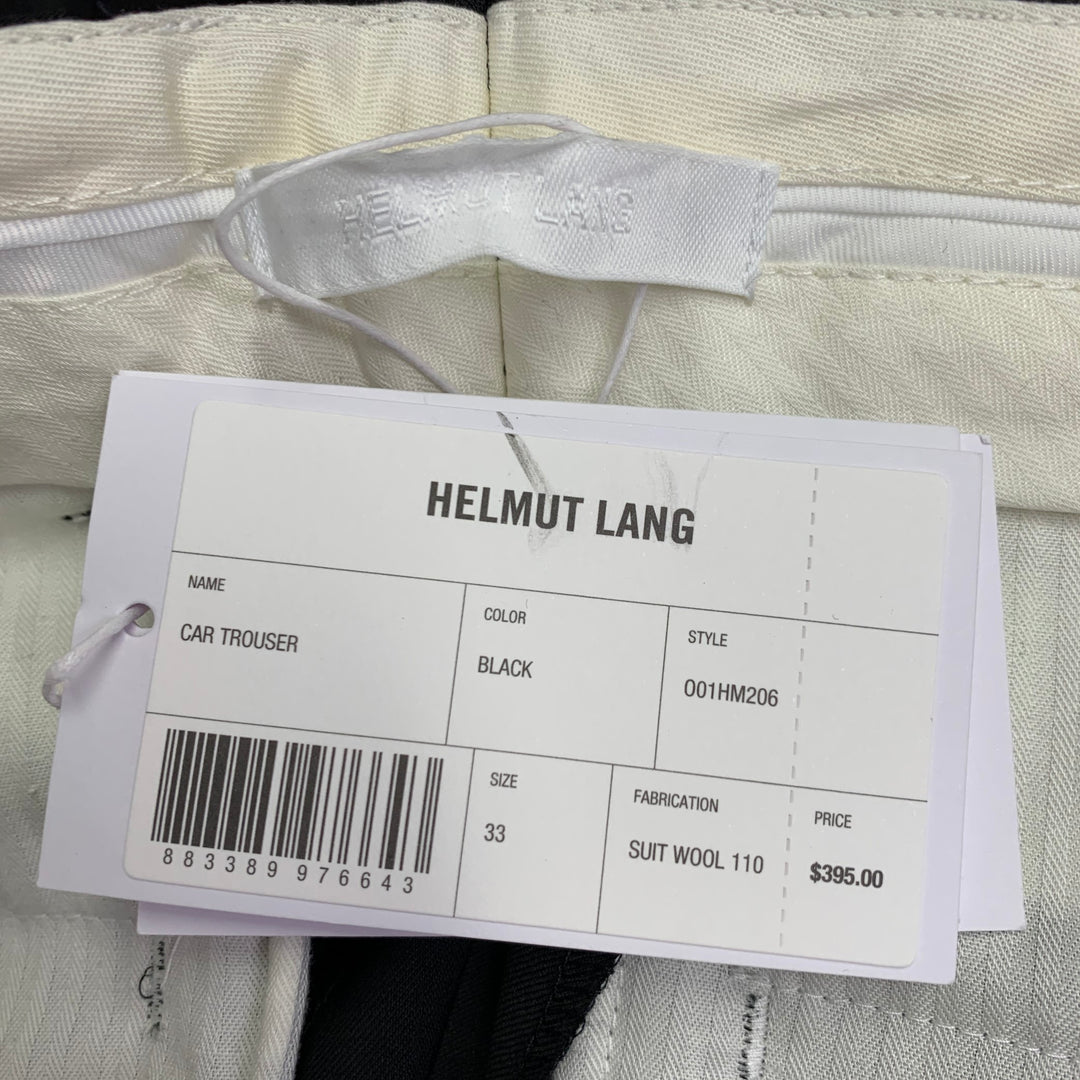 HELMUT LANG
HELMUT LANG
NAME
CAR TROUSER
COLOR
BLACK
STYLE
O01HM206
883389 976643
SIZE
33
FABRICATION
SUIT WOOL 110
PRICE
$395.00